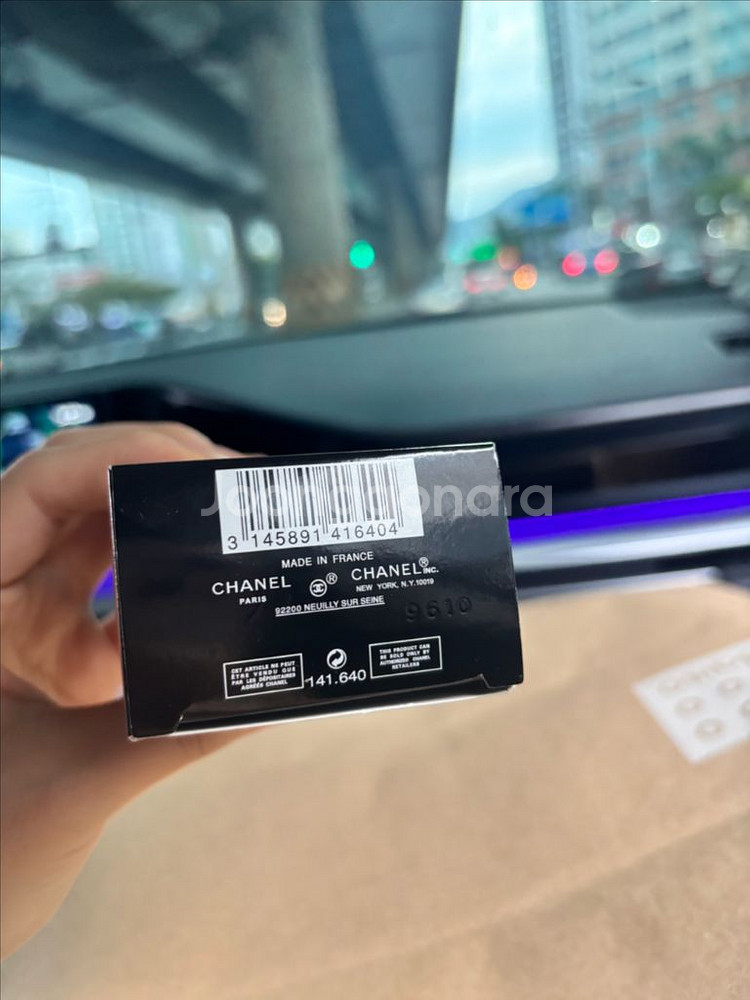 Joonggonara
3 145891 416404
MADE IN FRANCE
CHANEL ® CHANEL® INC.
PARIS NEW YORK, N.Y. 10019
92200 NEUILLY SUR SEINE
9610
CET ARTICLE NE PEUT
ÊTRE VENDU QUE
PAR LES DÉPOSITAIRES
AGRÉÉS CHANEL
141.640
THIS PRODUCT CAN
BE SOLD ONLY BY
AUTHORIZED CHANEL
RETAILERS